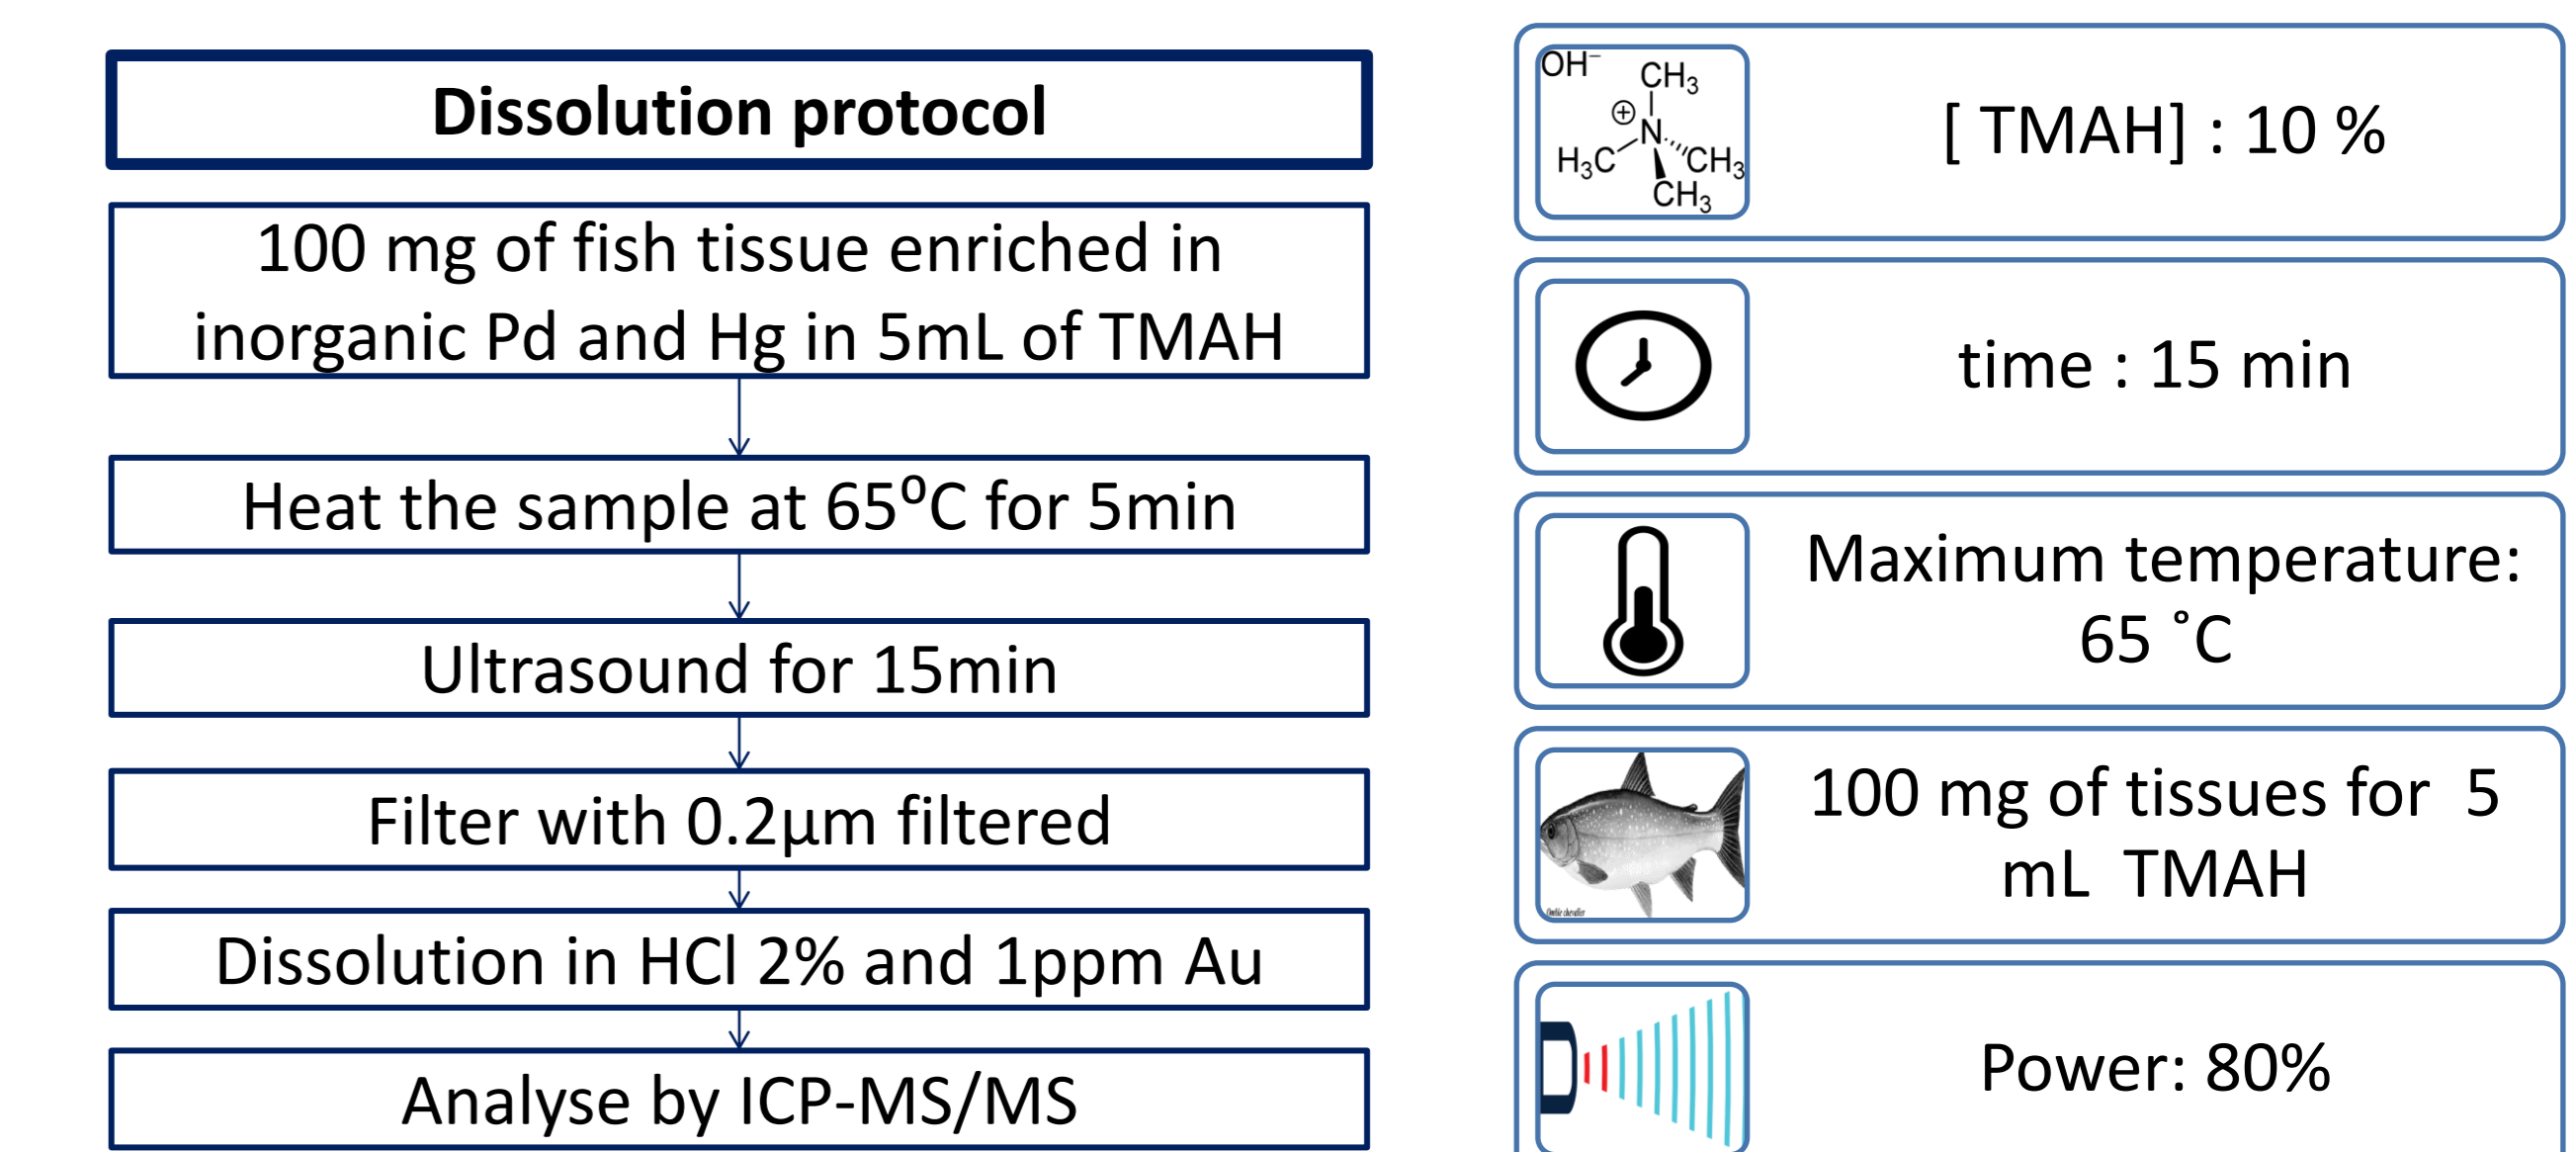 Dissolution protocol
100 mg of fish tissue enriched in
inorganic Pd and Hg in 5mL of TMAH
Heat the sample at 65⁰C for 5min
Ultrasound for 15min
Filter with 0.2µm filtered
Dissolution in HCl 2% and 1ppm Au
Analyse by ICP-MS/MS
OH⁻
CH₃
⊕
N
H₃C
CH₃
CH₃
[ TMAH] : 10 %
time : 15 min
Maximum temperature:
65 ˚C
Omble chevalier
100 mg of tissues for 5
mL TMAH
Power: 80%